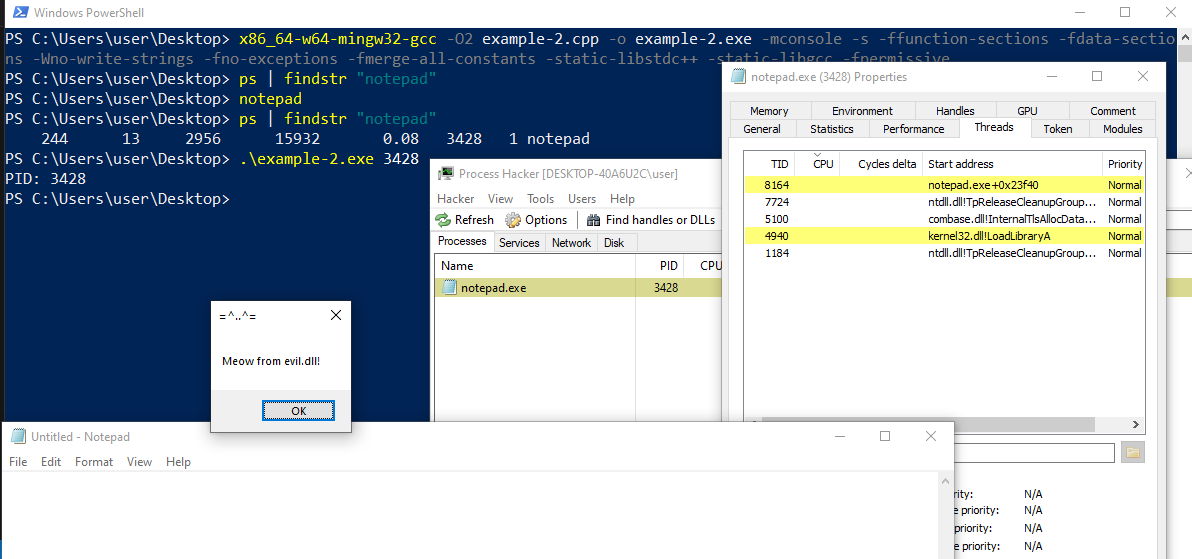 Windows PowerShell
PS C:\Users\user\Desktop> x86_64-w64-mingw32-gcc -O2 example-2.cpp -o example-2.exe -mconsole -s -ffunction-sections -fdata-sectio
ns -Wno-write-strings -fno-exceptions -fmerge-all-constants -static-libstdc++ -static-libgcc -fpermissive
PS C:\Users\user\Desktop> ps | findstr "notepad"
PS C:\Users\user\Desktop> notepad
PS C:\Users\user\Desktop> ps | findstr "notepad"
244 13 2956 15932 0.08 3428 1 notepad
PS C:\Users\user\Desktop> .\example-2.exe 3428
PID: 3428
PS C:\Users\user\Desktop>
notepad.exe (3428) Properties
Memory Environment Handles GPU Comment
General Statistics Performance Threads Token Modules
TID CPU Cycles delta Start address Priority
8164 notepad.exe+0x23f40 Normal
7724 ntdll.dll!TpReleaseCleanupGroup... Normal
5100 combase.dll!InternalTlsAllocData... Normal
4940 kernel32.dll!LoadLibraryA Normal
1184 ntdll.dll!TpReleaseCleanupGroup... Normal
rity: N/A
e priority: N/A
priority: N/A
e priority: N/A
Process Hacker [DESKTOP-40A6U2C\user]
Hacker View Tools Users Help
Refresh Options Find handles or DLLs
Processes Services Network Disk
Name PID CPU
notepad.exe 3428
=^..^=
Meow from evil.dll!
OK
Untitled - Notepad
File Edit Format View Help